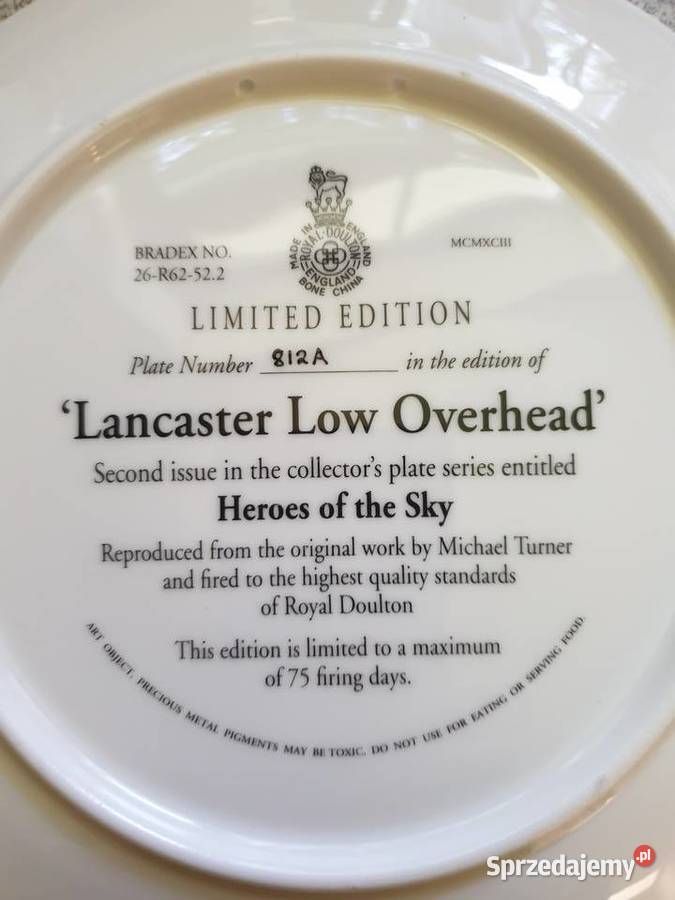 BRADEX NO.
26-R62-52.2
MADE IN ENGLAND
ROYAL·DOULTON
ENGLAND
BONE CHINA
MCMXCIII
LIMITED EDITION
Plate Number 812A in the edition of
‘Lancaster Low Overhead’
Second issue in the collector’s plate series entitled
Heroes of the Sky
Reproduced from the original work by Michael Turner
and fired to the highest quality standards
of Royal Doulton
This edition is limited to a maximum
of 75 firing days.
ART OBJECT, PRECIOUS METAL PIGMENTS MAY BE TOXIC. DO NOT USE FOR EATING OR SERVING FOOD.
Sprzedajemy.pl